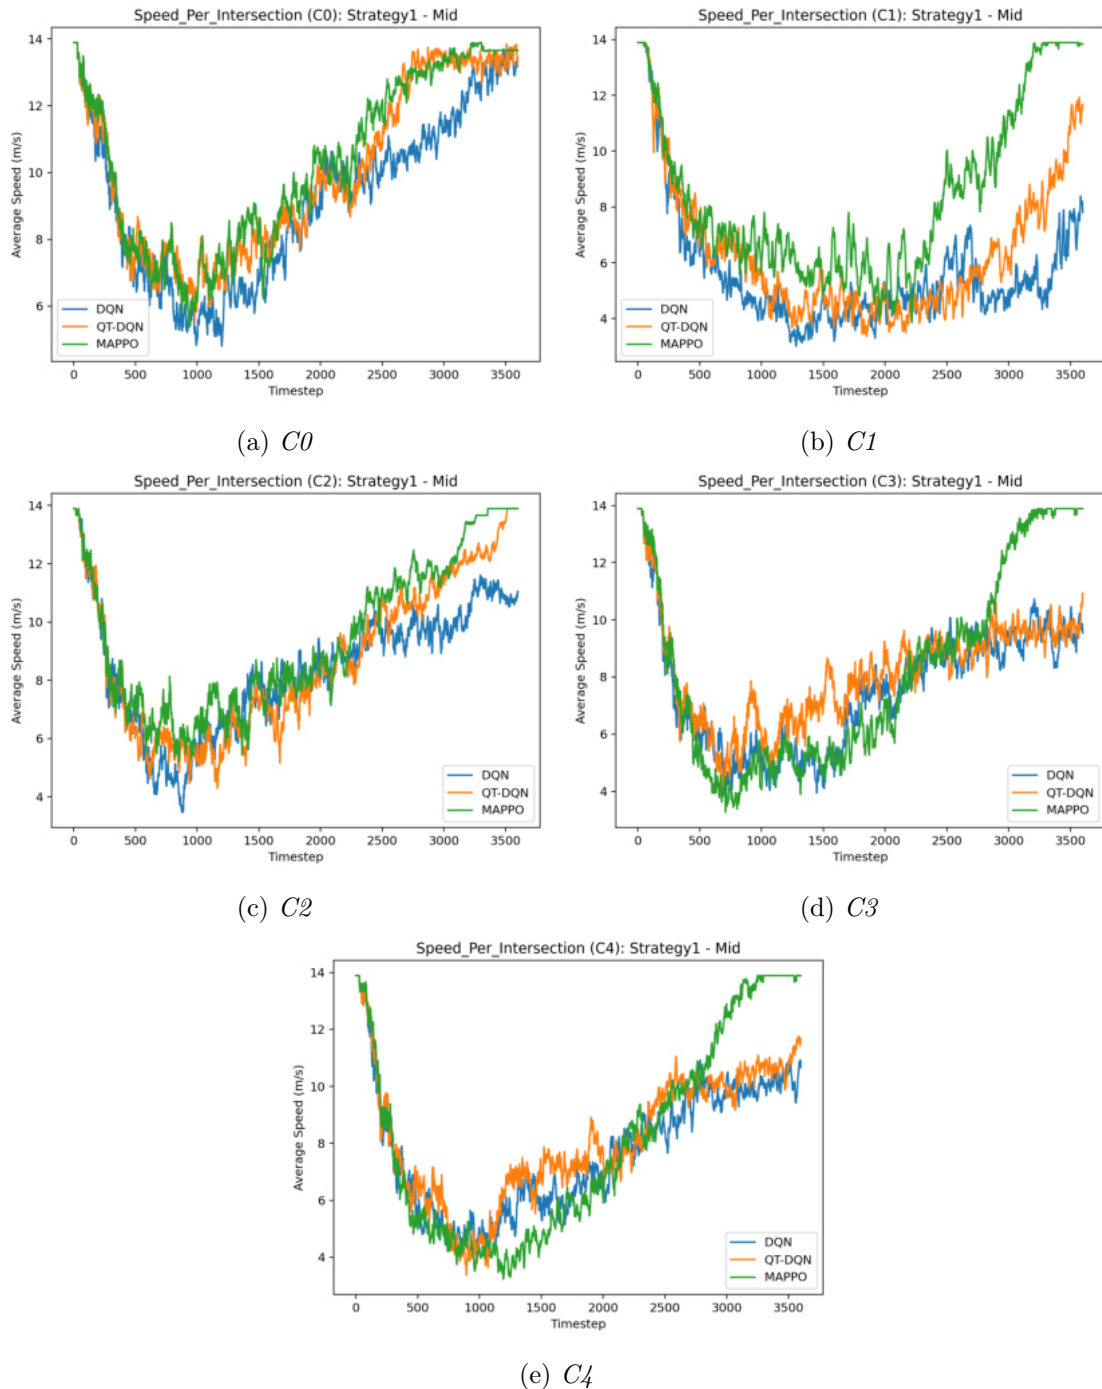 Speed_Per_Intersection (C0): Strategy1 - Mid
14
12
10
8
6
Average Speed (m/s)
DQN
QT-DQN
MAPPO
0 500 1000 1500 2000 2500 3000 3500
Timestep
(a) C0
Speed_Per_Intersection (C1): Strategy1 - Mid
14
12
10
8
6
4
Average Speed (m/s)
DQN
QT-DQN
MAPPO
0 500 1000 1500 2000 2500 3000 3500
Timestep
(b) C1
Speed_Per_Intersection (C2): Strategy1 - Mid
14
12
10
8
6
4
Average Speed (m/s)
DQN
QT-DQN
MAPPO
0 500 1000 1500 2000 2500 3000 3500
Timestep
(c) C2
Speed_Per_Intersection (C3): Strategy1 - Mid
14
12
10
8
6
4
Average Speed (m/s)
DQN
QT-DQN
MAPPO
0 500 1000 1500 2000 2500 3000 3500
Timestep
(d) C3
Speed_Per_Intersection (C4): Strategy1 - Mid
14
12
10
8
6
4
Average Speed (m/s)
DQN
QT-DQN
MAPPO
0 500 1000 1500 2000 2500 3000 3500
Timestep
(e) C4